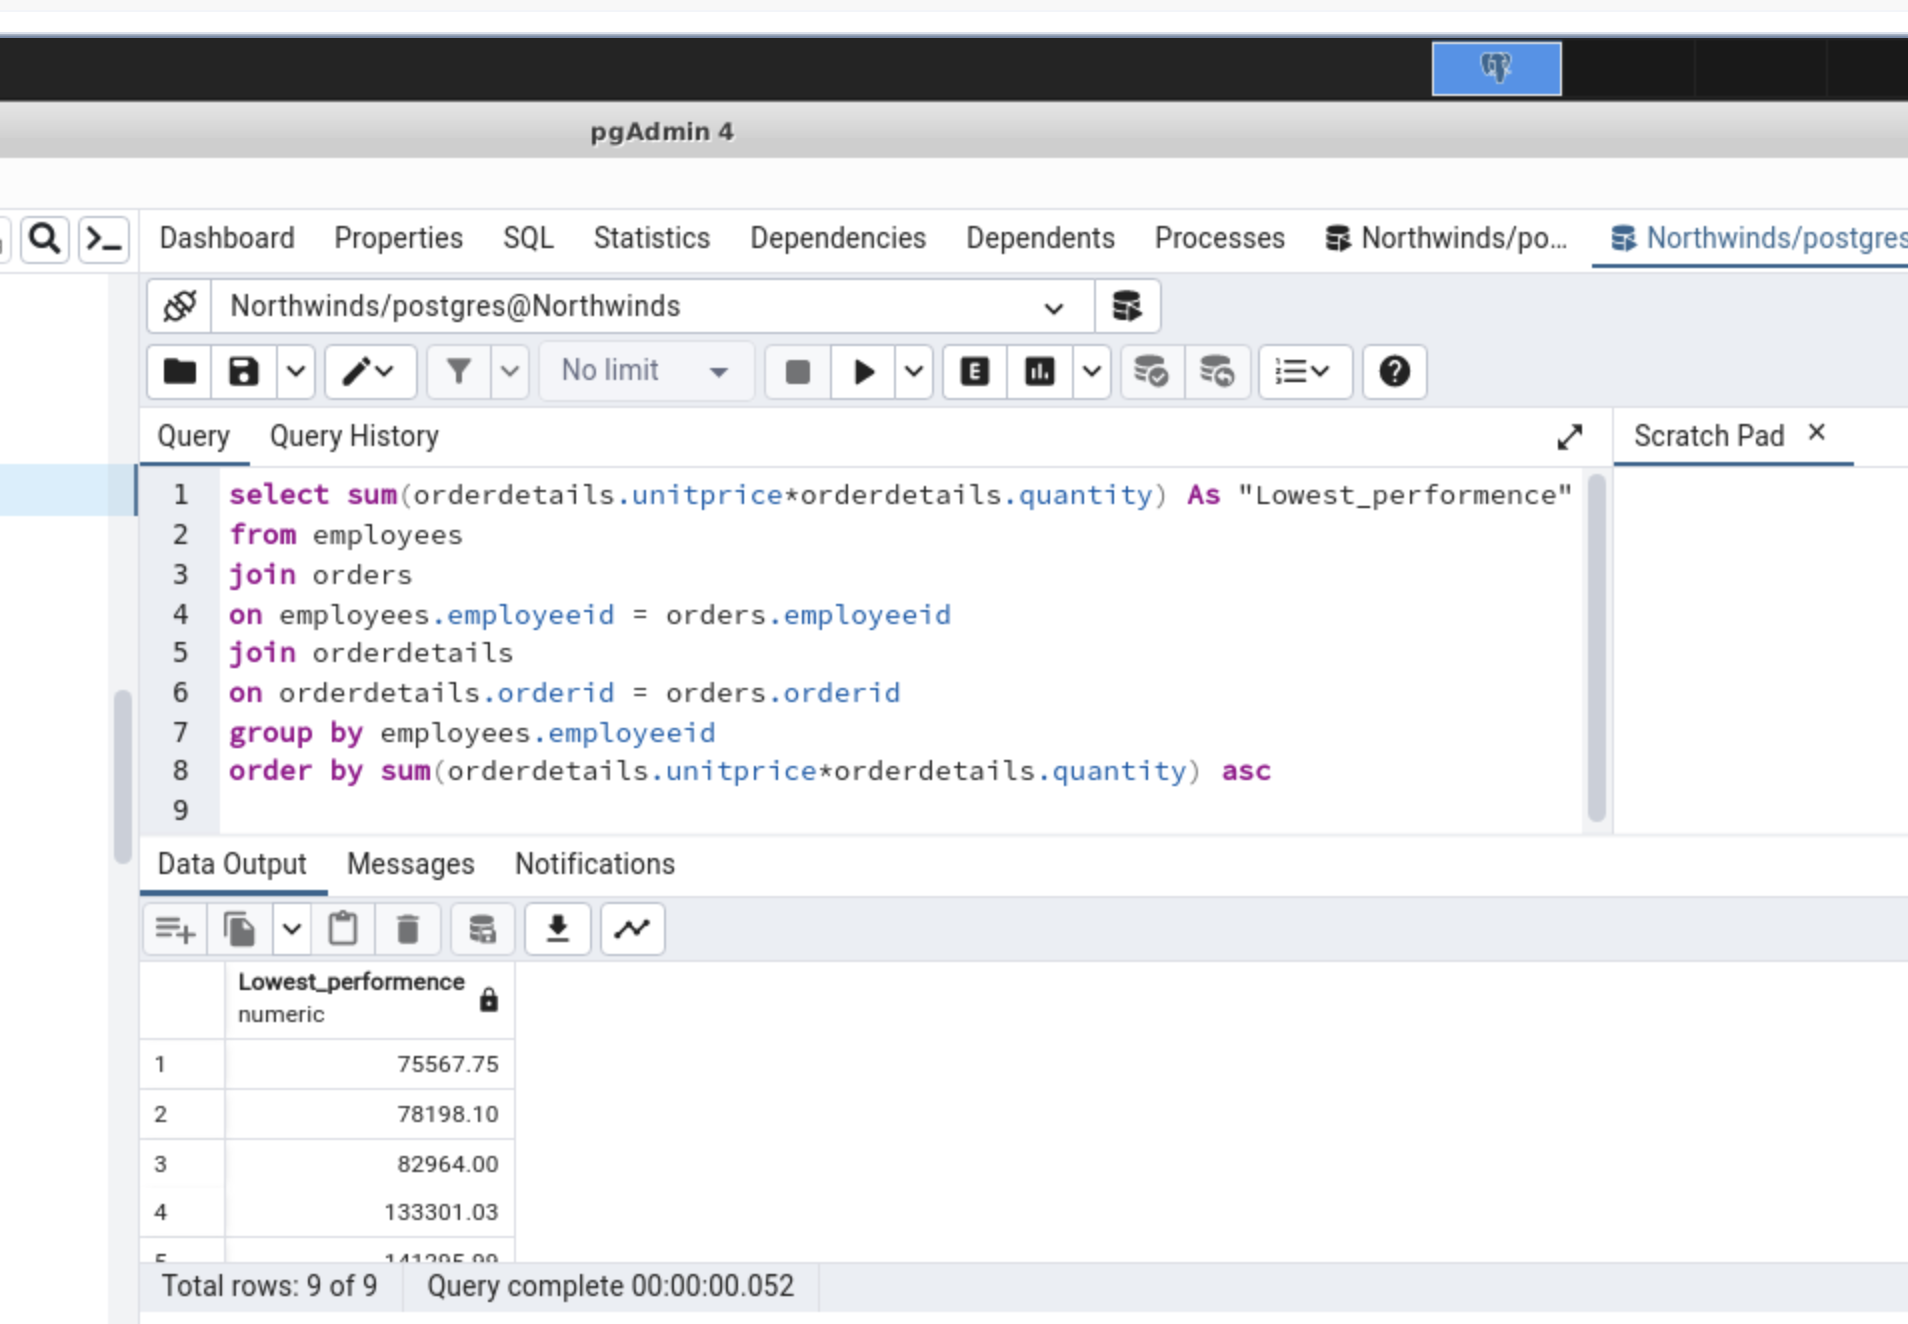 pgAdmin 4
Dashboard Properties SQL Statistics Dependencies Dependents Processes Northwinds/po... Northwinds/postgres
Northwinds/postgres@Northwinds
No limit
E
Query Query History Scratch Pad
1 select sum(orderdetails.unitprice*orderdetails.quantity) As "Lowest_performence"
2 from employees
3 join orders
4 on employees.employeeid = orders.employeeid
5 join orderdetails
6 on orderdetails.orderid = orders.orderid
7 group by employees.employeeid
8 order by sum(orderdetails.unitprice*orderdetails.quantity) asc
9
Data Output Messages Notifications
Lowest_performence
numeric
1 75567.75
2 78198.10
3 82964.00
4 133301.03
Total rows: 9 of 9 Query complete 00:00:00.052